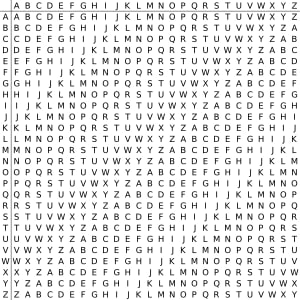 A B C D E F G H I J K L M N O P Q R S T U V W X Y Z
A A B C D E F G H I J K L M N O P Q R S T U V W X Y Z
B B C D E F G H I J K L M N O P Q R S T U V W X Y Z A
C C D E F G H I J K L M N O P Q R S T U V W X Y Z A B
D D E F G H I J K L M N O P Q R S T U V W X Y Z A B C
E E F G H I J K L M N O P Q R S T U V W X Y Z A B C D
F F G H I J K L M N O P Q R S T U V W X Y Z A B C D E
G G H I J K L M N O P Q R S T U V W X Y Z A B C D E F
H H I J K L M N O P Q R S T U V W X Y Z A B C D E F G
I I J K L M N O P Q R S T U V W X Y Z A B C D E F G H
J J K L M N O P Q R S T U V W X Y Z A B C D E F G H I
K K L M N O P Q R S T U V W X Y Z A B C D E F G H I J
L L M N O P Q R S T U V W X Y Z A B C D E F G H I J K
M M N O P Q R S T U V W X Y Z A B C D E F G H I J K L
N N O P Q R S T U V W X Y Z A B C D E F G H I J K L M
O O P Q R S T U V W X Y Z A B C D E F G H I J K L M N
P P Q R S T U V W X Y Z A B C D E F G H I J K L M N O
Q Q R S T U V W X Y Z A B C D E F G H I J K L M N O P
R R S T U V W X Y Z A B C D E F G H I J K L M N O P Q
S S T U V W X Y Z A B C D E F G H I J K L M N O P Q R
T T U V W X Y Z A B C D E F G H I J K L M N O P Q R S
U U V W X Y Z A B C D E F G H I J K L M N O P Q R S T
V V W X Y Z A B C D E F G H I J K L M N O P Q R S T U
W W X Y Z A B C D E F G H I J K L M N O P Q R S T U V
X X Y Z A B C D E F G H I J K L M N O P Q R S T U V W
Y Y Z A B C D E F G H I J K L M N O P Q R S T U V W X
Z Z A B C D E F G H I J K L M N O P Q R S T U V W X Y